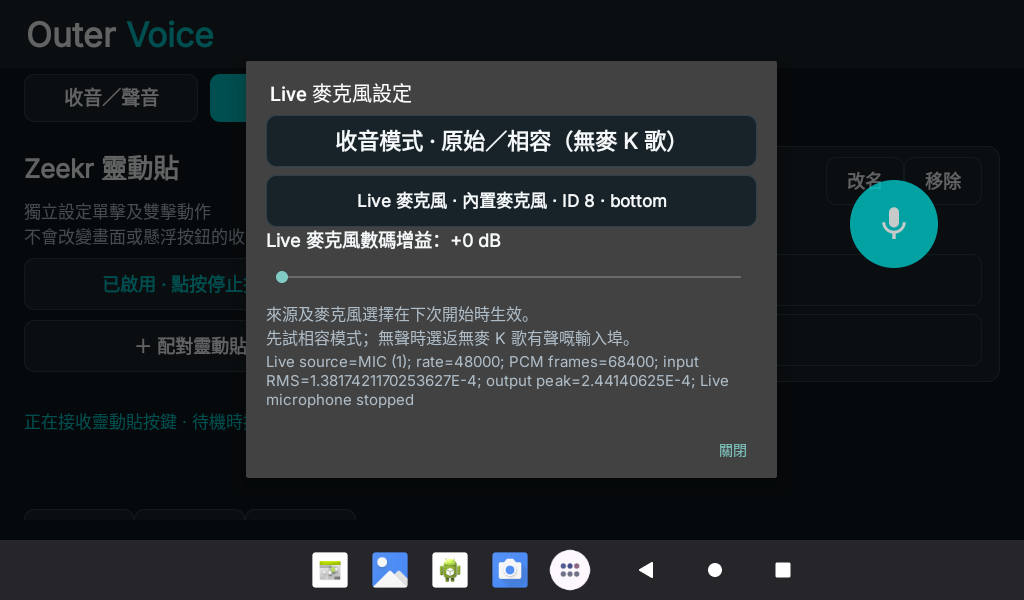 Outer Voice
收音／聲音
Zeekr 靈動貼
獨立設定單擊及雙擊動作
不會改變畫面或懸浮按鈕的收
已啟用 · 點按停止
＋ 配對靈動貼
正在接收靈動貼按鍵 · 待機時
改名
移除
Live 麥克風設定
收音模式 · 原始／相容（無麥 K 歌）
Live 麥克風 · 內置麥克風 · ID 8 · bottom
Live 麥克風數碼增益：+0 dB
來源及麥克風選擇在下次開始時生效。
先試相容模式；無聲時選返無麥 K 歌有聲嘅輸入埠。
Live source=MIC (1); rate=48000; PCM frames=68400; input
RMS=1.3817421170253627E-4; output peak=2.44140625E-4; Live
microphone stopped
關閉